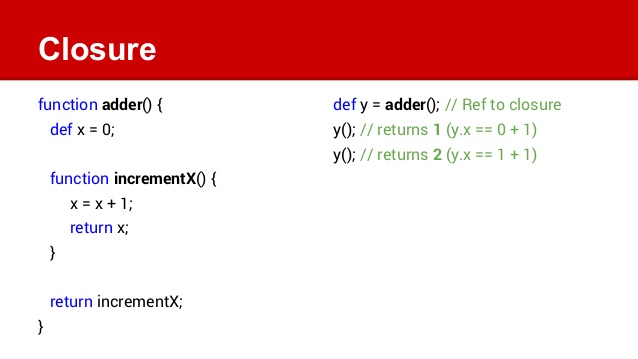 Closure
function adder() {
def x = 0;
function incrementX() {
x = x + 1;
return x;
}
return incrementX;
}
def y = adder(); // Ref to closure
y(); // returns 1 (y.x == 0 + 1)
y(); // returns 2 (y.x == 1 + 1)